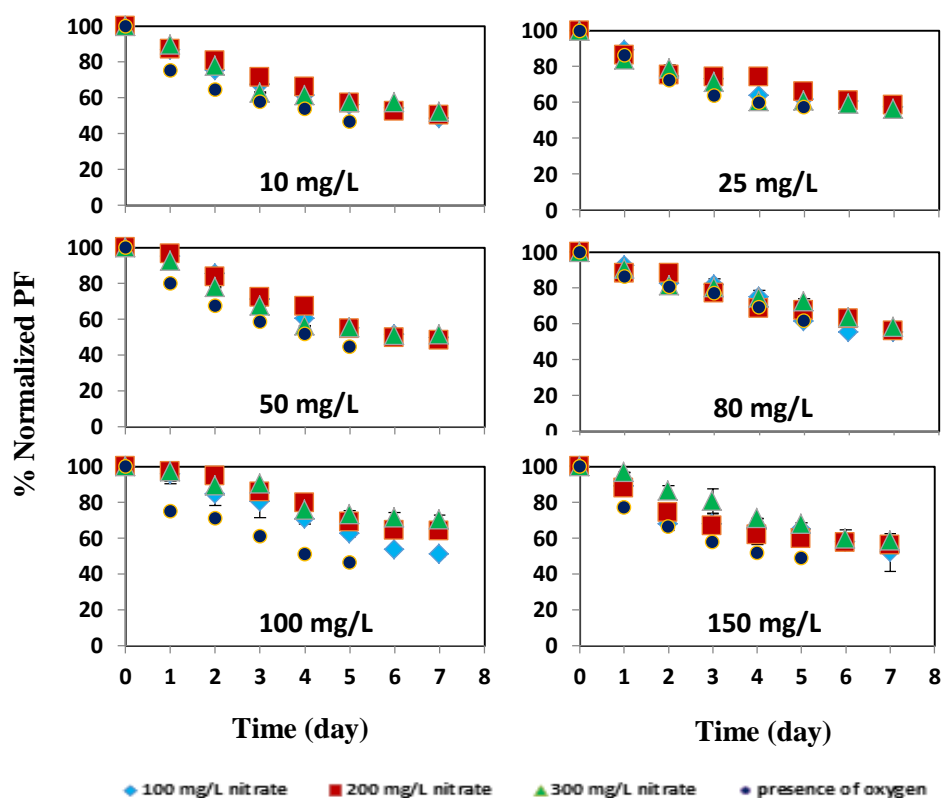 100
80
60
40
20
0
10 mg/L
100
80
60
40
20
0
25 mg/L
100
80
60
40
20
0
50 mg/L
100
80
60
40
20
0
80 mg/L
100
80
60
40
20
0
100 mg/L
0 1 2 3 4 5 6 7 8
100
80
60
40
20
0
150 mg/L
0 1 2 3 4 5 6 7 8
% Normalized PF
Time (day)
Time (day)
100 mg/L nitrate
200 mg/L nitrate
300 mg/L nitrate
presence of oxygen